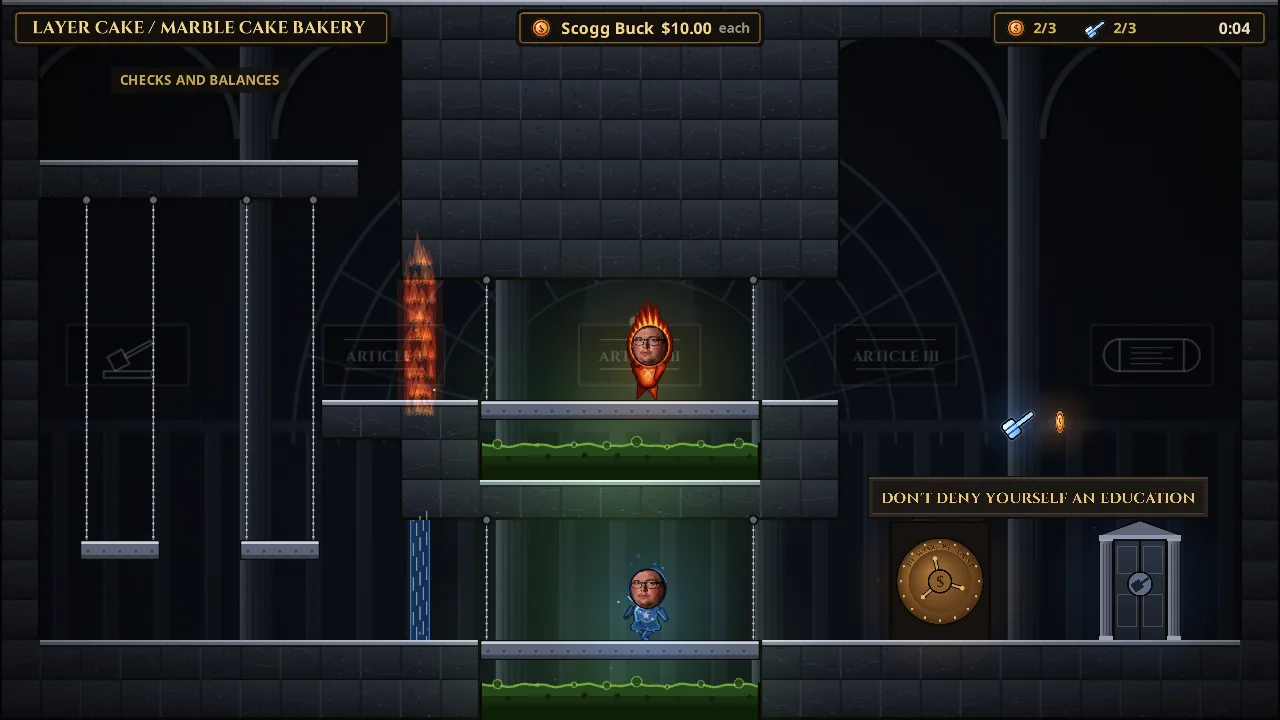 LAYER CAKE / MARBLE CAKE BAKERY
Scogg Buck $10.00 each
2/3 2/3 0:04
CHECKS AND BALANCES
ARTICLE III
DON'T DENY YOURSELF AN EDUCATION
$